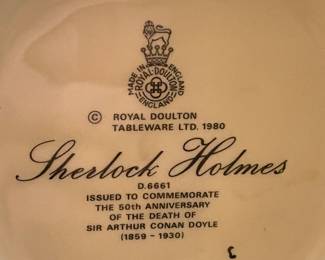 MADE IN ENGLAND
ROYAL DOULTON
ENGLAND
© ROYAL DOULTON
TABLEWARE LTD. 1980
Sherlock Holmes
D.6661
ISSUED TO COMMEMORATE
THE 50th ANNIVERSARY
OF THE DEATH OF
SIR ARTHUR CONAN DOYLE
(1859 - 1930)